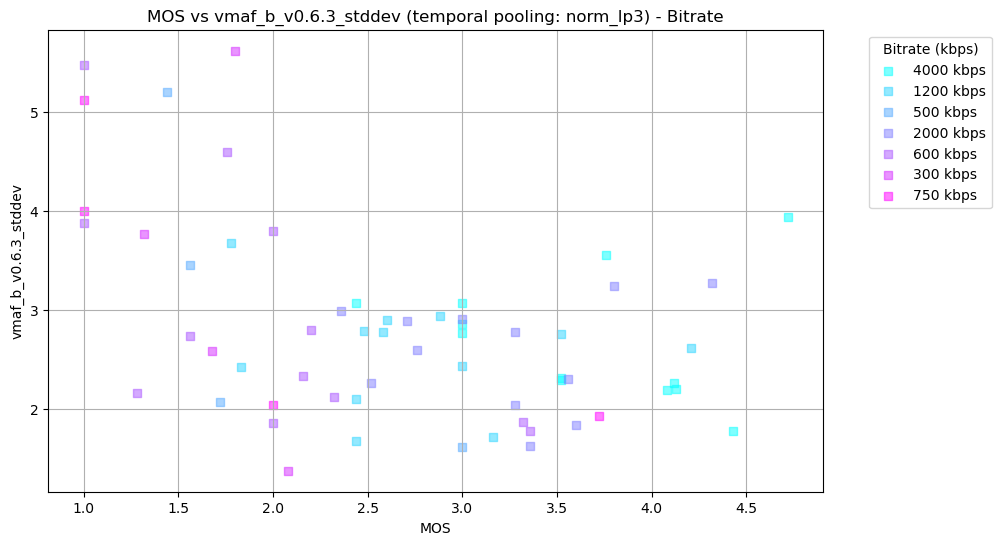 MOS vs vmaf_b_v0.6.3_stddev (temporal pooling: norm_lp3) - Bitrate
Bitrate (kbps)
4000 kbps
1200 kbps
500 kbps
2000 kbps
600 kbps
300 kbps
750 kbps
vmaf_b_v0.6.3_stddev
5
4
3
2
1.0
1.5
2.0
2.5
3.0
3.5
4.0
4.5
MOS